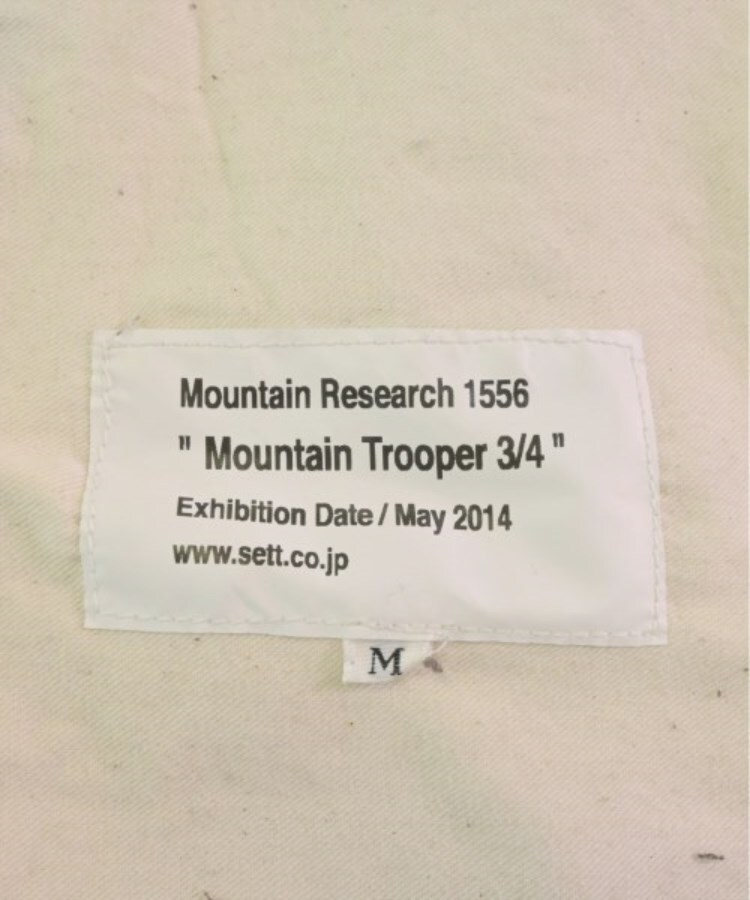 Mountain Research 1556
" Mountain Trooper 3/4 "
Exhibition Date / May 2014
www.sett.co.jp
M